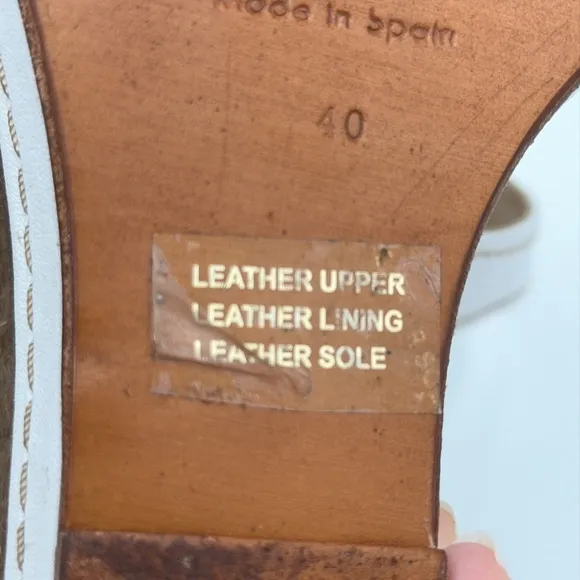 Made in Spain
40
LEATHER UPPER
LEATHER LINING
LEATHER SOLE